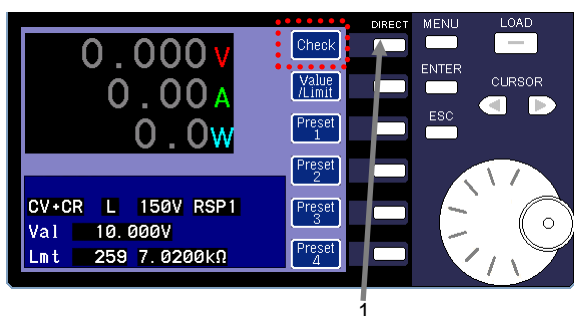 DIRECT
MENU
LOAD
0.000V
0.00A
0.0W
Check
Value
/Limit
Preset
1
Preset
2
Preset
3
Preset
4
ENTER
CURSOR
ESC
CV+CR L 150V RSP1
Val 10.000V
Lmt 259 7.0200kΩ
1